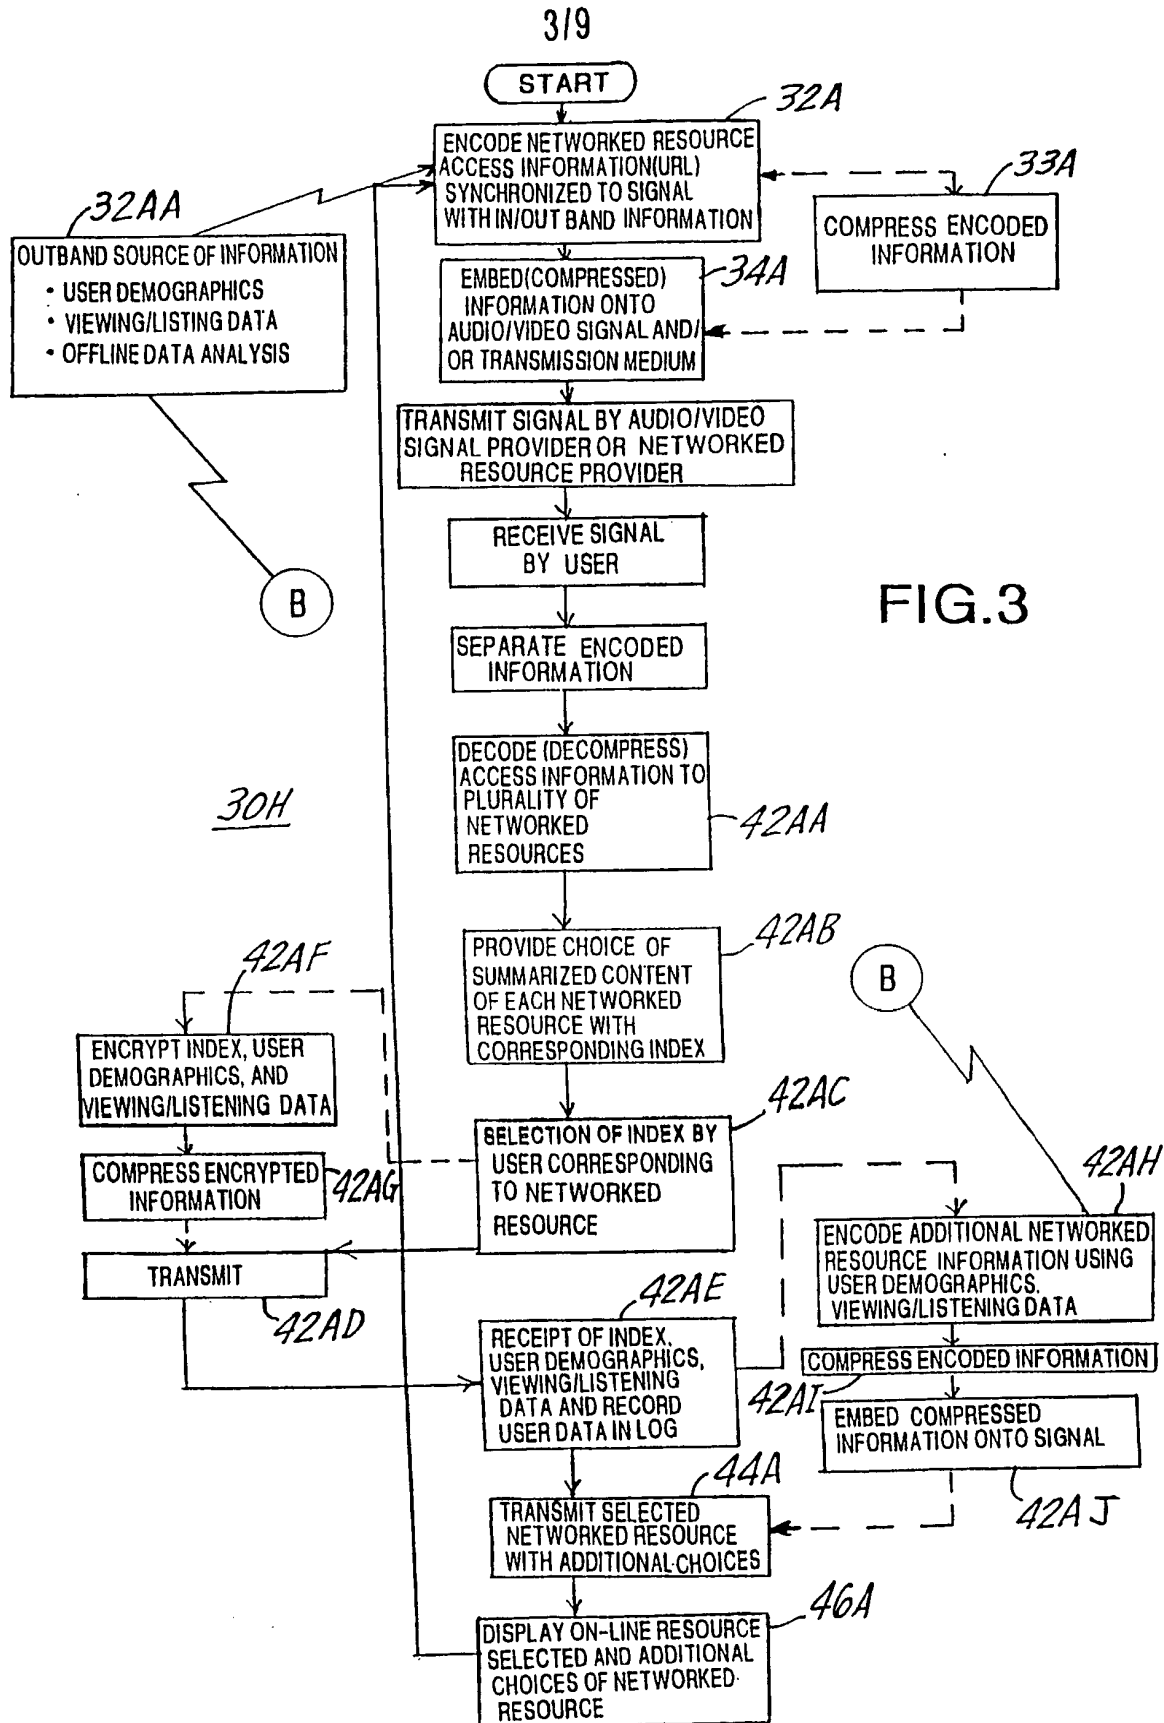 3/9
START
32A
ENCODE NETWORKED RESOURCE
ACCESS INFORMATION(URL)
SYNCHRONIZED TO SIGNAL
WITH IN/OUT BAND INFORMATION
33A
COMPRESS ENCODED
INFORMATION
32AA
OUTBAND SOURCE OF INFORMATION
• USER DEMOGRAPHICS
• VIEWING/LISTING DATA
• OFFLINE DATA ANALYSIS
34A
EMBED(COMPRESSED)
INFORMATION ONTO
AUDIO/VIDEO SIGNAL AND/
OR TRANSMISSION MEDIUM
TRANSMIT SIGNAL BY AUDIO/VIDEO
SIGNAL PROVIDER OR NETWORKED
RESOURCE PROVIDER
RECEIVE SIGNAL
BY USER
B
FIG.3
SEPARATE ENCODED
INFORMATION
DECODE (DECOMPRESS)
ACCESS INFORMATION TO
PLURALITY OF
NETWORKED
RESOURCES
42AA
30H
42AB
PROVIDE CHOICE OF
SUMMARIZED CONTENT
OF EACH NETWORKED
RESOURCE WITH
CORRESPONDING INDEX
B
42AF
ENCRYPT INDEX, USER
DEMOGRAPHICS, AND
VIEWING/LISTENING DATA
42AC
SELECTION OF INDEX BY
USER CORRESPONDING
TO NETWORKED
RESOURCE
COMPRESS ENCRYPTED
INFORMATION
42AG
TRANSMIT
42AD
42AH
ENCODE ADDITIONAL NETWORKED
RESOURCE INFORMATION USING
USER DEMOGRAPHICS,
VIEWING/LISTENING DATA
42AE
RECEIPT OF INDEX,
USER DEMOGRAPHICS,
VIEWING/LISTENING
DATA AND RECORD
USER DATA IN LOG
COMPRESS ENCODED INFORMATION
42AI
EMBED COMPRESSED
INFORMATION ONTO SIGNAL
42AJ
44A
TRANSMIT SELECTED
NETWORKED RESOURCE
WITH ADDITIONAL CHOICES
46A
DISPLAY ON-LINE RESOURCE
SELECTED AND ADDITIONAL
CHOICES OF NETWORKED
RESOURCE